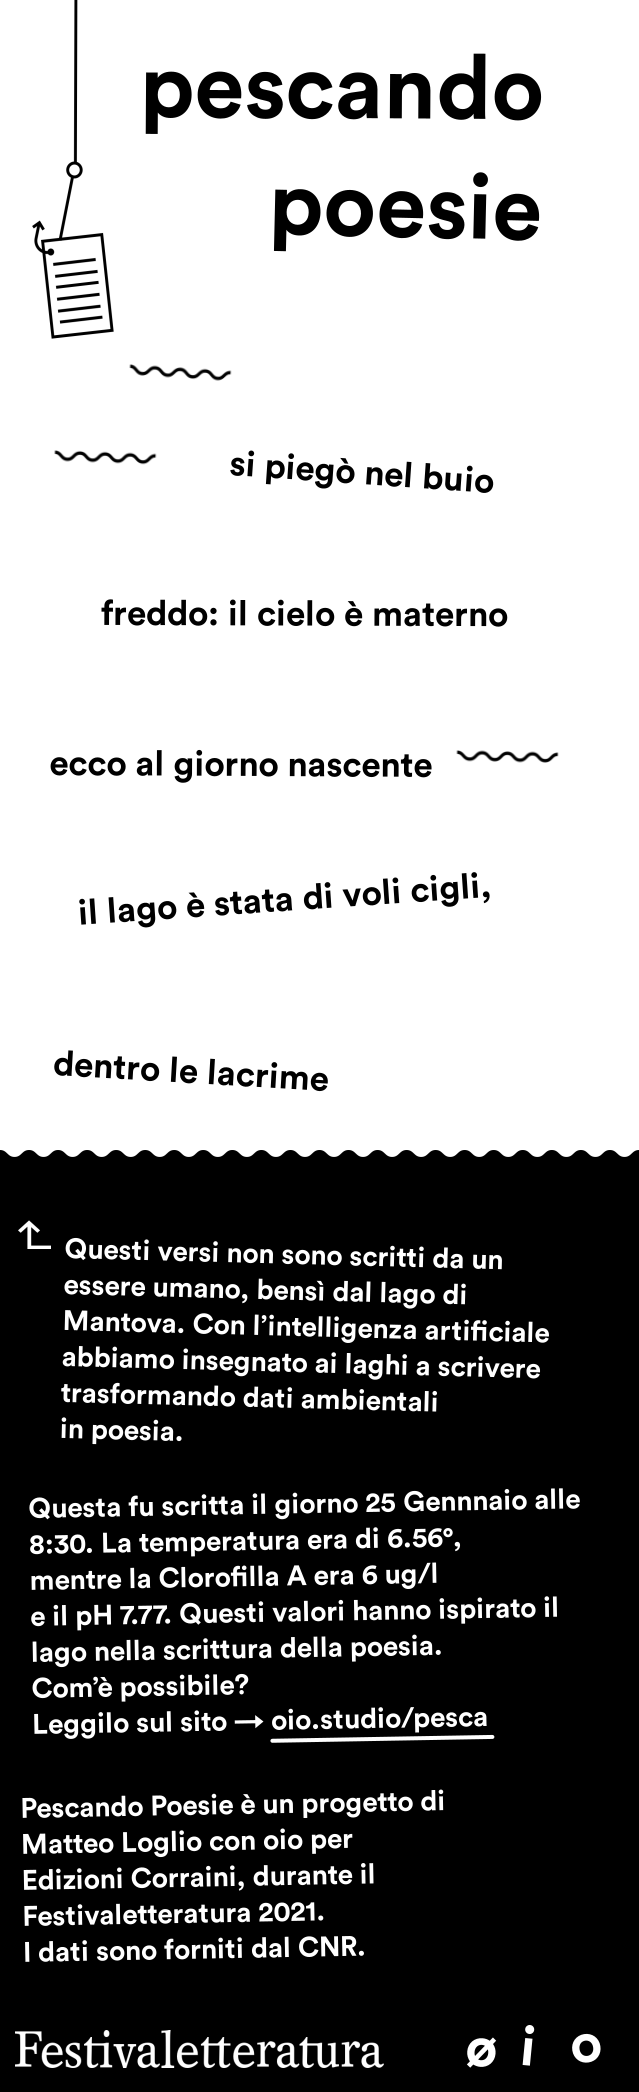 pescando
poesie
si piegò nel buio
freddo: il cielo è materno
ecco al giorno nascente
il lago è stata di voli cigli,
dentro le lacrime
Questi versi non sono scritti da un
essere umano, bensì dal lago di
Mantova. Con l’intelligenza artificiale
abbiamo insegnato ai laghi a scrivere
trasformando dati ambientali
in poesia.
Questa fu scritta il giorno 25 Gennnaio alle
8:30. La temperatura era di 6.56°,
mentre la Clorofilla A era 6 ug/l
e il pH 7.77. Questi valori hanno ispirato il
lago nella scrittura della poesia.
Com’è possibile?
Leggilo sul sito → oio.studio/pesca
Pescando Poesie è un progetto di
Matteo Loglio con oio per
Edizioni Corraini, durante il
Festivaletteratura 2021.
I dati sono forniti dal CNR.
Festivaletteratura ø i o